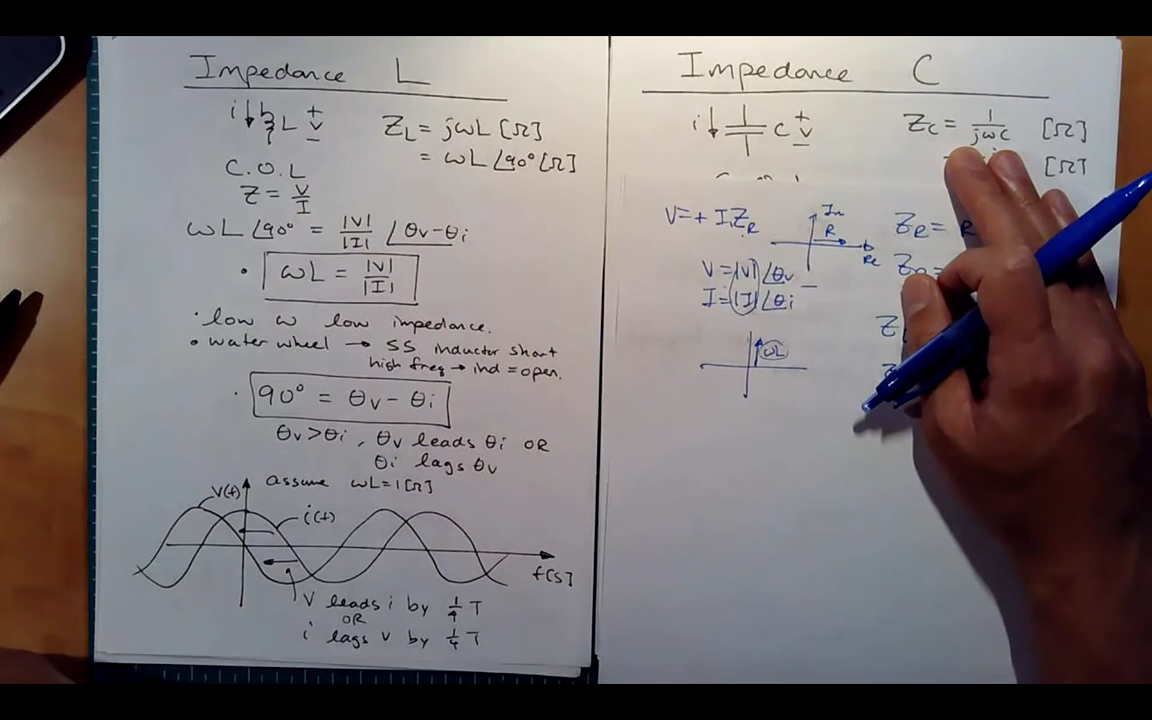 Impedance L
i L + v -
Z_L = jωL [Ω]
= ωL ∠90° [Ω]
C.O.L
Z = V/I
ωL ∠90° = |V|/|I| ∠θv-θi
• ωL = |V|/|I|
• low ω low impedance.
• water wheel → SS inductor short
high freq → ind = open.
• 90° = θv - θi
θv > θi, θv leads θi OR
θi lags θv
assume ωL = 1[Ω]
v(t)
i(t)
t[s]
V leads i by 1/4 T
OR
i lags v by 1/4 T
Impedance C
i C + v -
Z_C = 1/jωC [Ω]
[Ω]
V = + I Z_R
Im
R
Re
Z_R = R
V = |V| ∠θv
I = |I| ∠θi
ωL